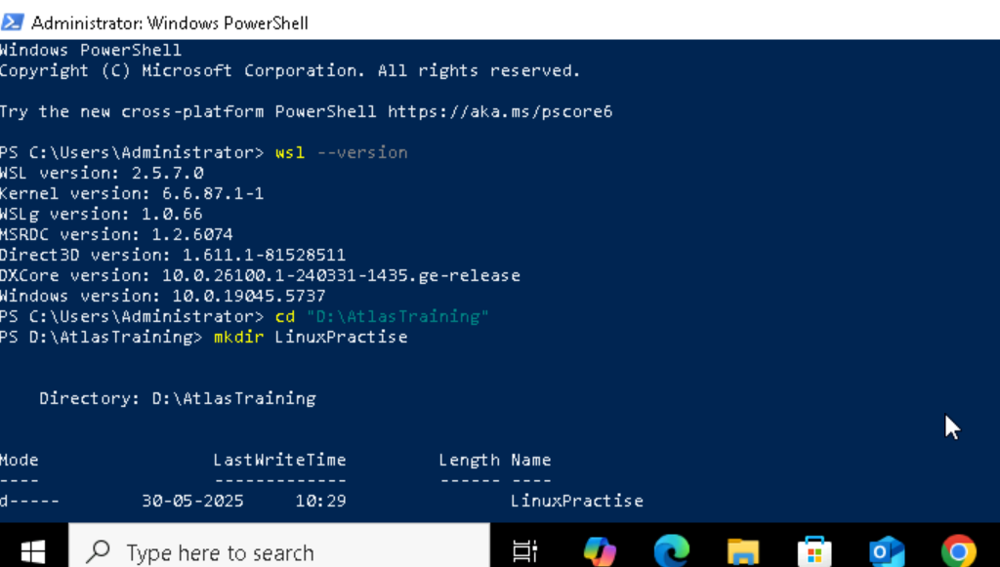 Administrator: Windows PowerShell
Windows PowerShell
Copyright (C) Microsoft Corporation. All rights reserved.
Try the new cross-platform PowerShell https://aka.ms/pscore6
PS C:\Users\Administrator> wsl --version
WSL version: 2.5.7.0
Kernel version: 6.6.87.1-1
WSLg version: 1.0.66
MSRDC version: 1.2.6074
Direct3D version: 1.611.1-81528511
DXCore version: 10.0.26100.1-240331-1435.ge-release
Windows version: 10.0.19045.5737
PS C:\Users\Administrator> cd "D:\AtlasTraining"
PS D:\AtlasTraining> mkdir LinuxPractise
Directory: D:\AtlasTraining
Mode LastWriteTime Length Name
---- ------------- ------ ----
d----- 30-05-2025 10:29 LinuxPractise
Type here to search